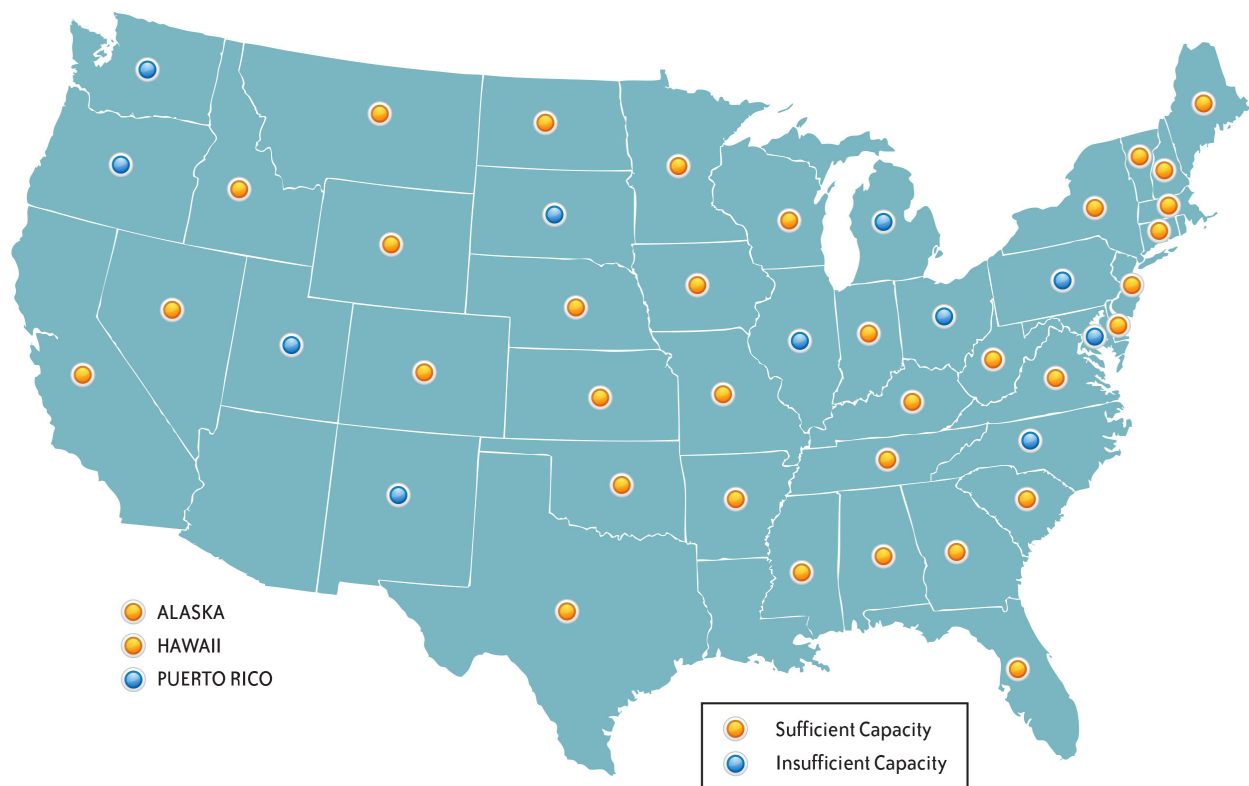 ALASKA
HAWAII
PUERTO RICO
Sufficient Capacity
Insufficient Capacity